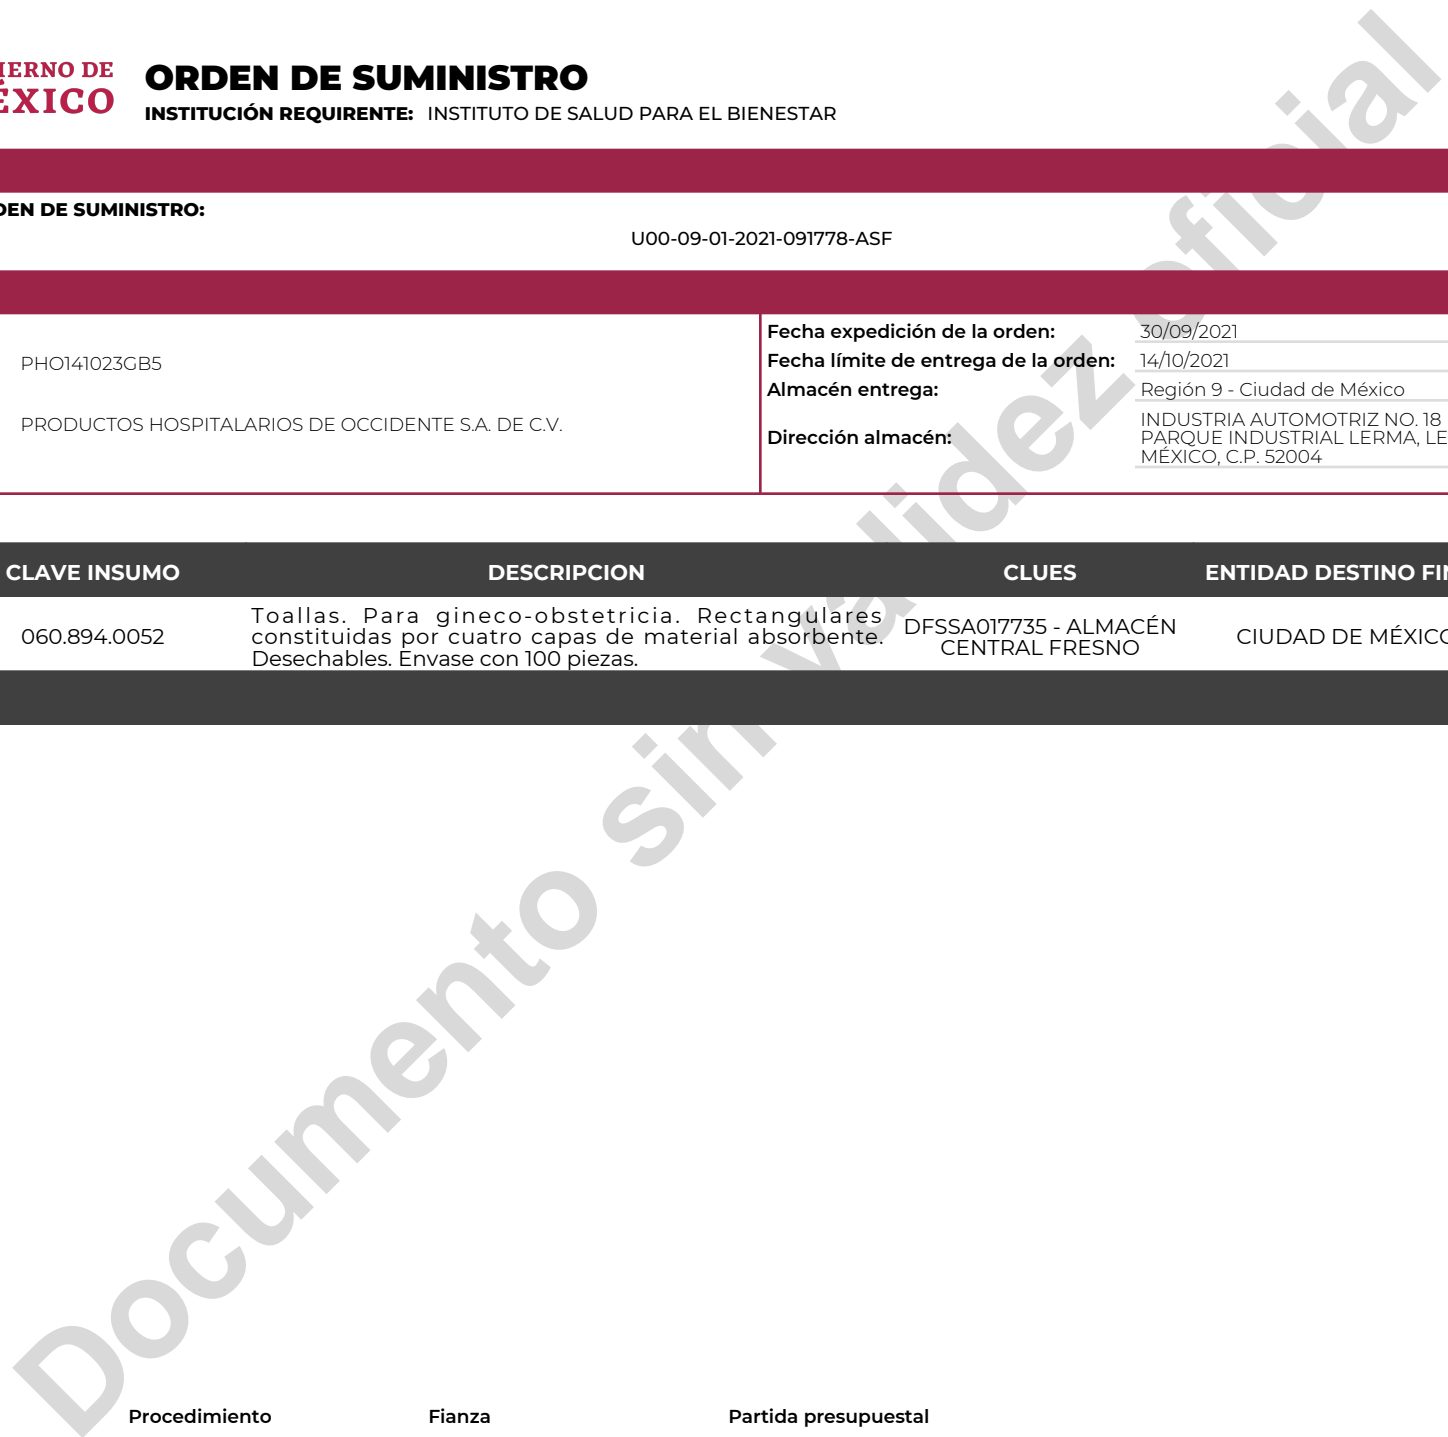 IERNO DE
ÉXICO
ORDEN DE SUMINISTRO
INSTITUCIÓN REQUIRENTE: INSTITUTO DE SALUD PARA EL BIENESTAR
DEN DE SUMINISTRO:
U00-09-01-2021-091778-ASF
PHO141023GB5
PRODUCTOS HOSPITALARIOS DE OCCIDENTE S.A. DE C.V.
Fecha expedición de la orden: 30/09/2021
Fecha límite de entrega de la orden: 14/10/2021
Almacén entrega: Región 9 - Ciudad de México
Dirección almacén: INDUSTRIA AUTOMOTRIZ NO. 18
PARQUE INDUSTRIAL LERMA, LE
MÉXICO, C.P. 52004
CLAVE INSUMO DESCRIPCION CLUES ENTIDAD DESTINO FIN
060.894.0052
Toallas. Para gineco-obstetricia. Rectangulares
constituidas por cuatro capas de material absorbente.
Desechables. Envase con 100 piezas.
DFSSA017735 - ALMACÉN
CENTRAL FRESNO
CIUDAD DE MÉXICO
Documento sin validez oficial
Procedimiento Fianza Partida presupuestal